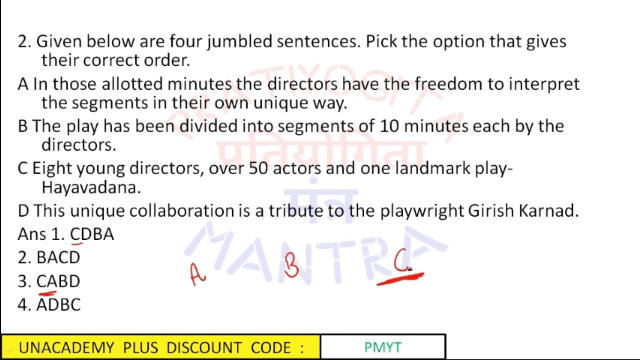 2. Given below are four jumbled sentences. Pick the option that gives
their correct order.
A In those allotted minutes the directors have the freedom to interpret
the segments in their own unique way.
B The play has been divided into segments of 10 minutes each by the
directors.
C Eight young directors, over 50 actors and one landmark play-
Hayavadana.
D This unique collaboration is a tribute to the playwright Girish Karnad.
Ans 1. CDBA
2. BACD
3. CABD
4. ADBC
A B C
PRATIYOGITA
प्रतियोगिता
मंत्र
MANTRA
UNACADEMY PLUS DISCOUNT CODE :
PMYT